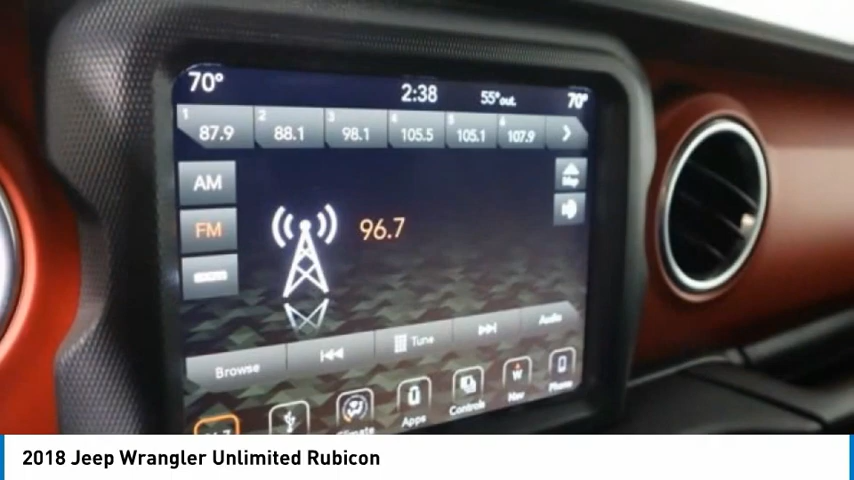 70° 2:38 55°out. 70°
1 87.9 2 88.1 3 98.1 4 105.5 5 105.1 6 107.9
AM
Map
FM 96.7
Browse Tune Audio
Climate Apps Controls Nav Phone
W
2018 Jeep Wrangler Unlimited Rubicon